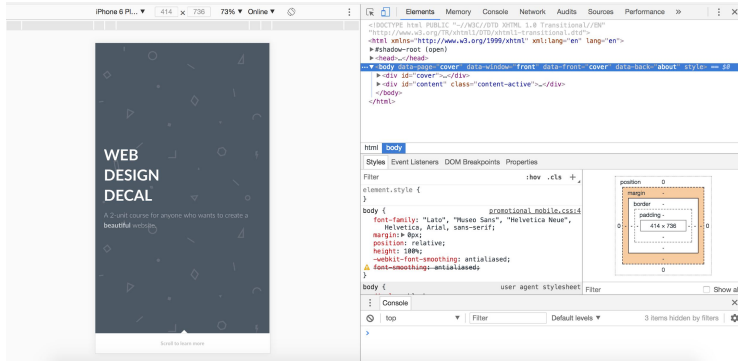 iPhone 6 Pl... ▼ 414 × 736 73% ▼ Online ▼
Elements Memory Console Network Audits Sources Performance »
<!DOCTYPE html PUBLIC "-//W3C//DTD XHTML 1.0 Transitional//EN"
"http://www.w3.org/TR/xhtml1/DTD/xhtml1-transitional.dtd">
<html xmlns="http://www.w3.org/1999/xhtml" xml:lang="en" lang="en">
▶#shadow-root (open)
▶<head>…</head>
…▼<body data-page="cover" data-window="front" data-front="cover" data-back="about" style> == $0
▶<div id="cover">…</div>
▶<div id="content" class="content-active">…</div>
</body>
</html>
WEB
DESIGN
DECAL
A 2-unit course for anyone who wants to create a
beautiful website.
Scroll to learn more
html body
Styles Event Listeners DOM Breakpoints Properties
Filter :hov .cls +
element.style {
}
body { promotional_mobile.css:4
font-family: "Lato", "Museo Sans", "Helvetica Neue",
Helvetica, Arial, sans-serif;
margin:▶ 0px;
position: relative;
height: 100%;
-webkit-font-smoothing: antialiased;
font-smoothing: antialiased;
}
body { user agent stylesheet
position 0
margin -
border -
padding -
0 - - - 414 × 736 - - - 0
-
-
-
0
Filter Show al
Console
top ▼ Filter Default levels ▼ 3 items hidden by filters
>